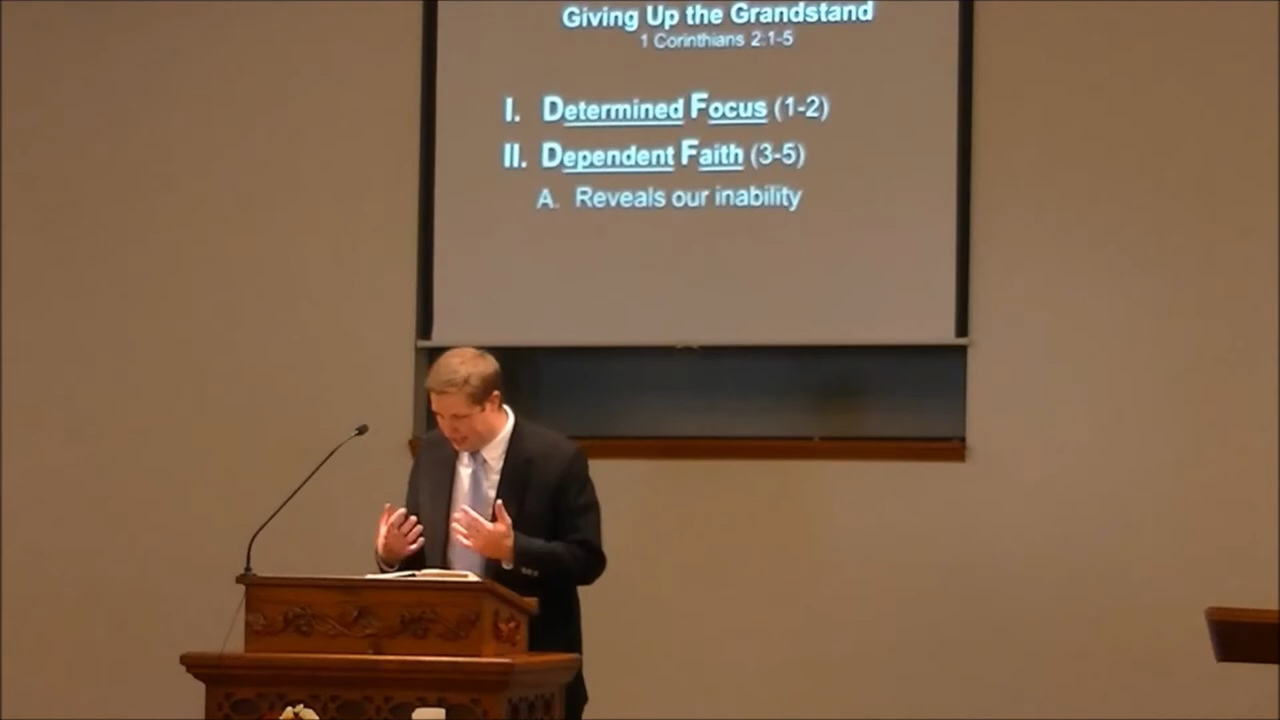 Giving Up the Grandstand
1 Corinthians 2:1-5
I. Determined Focus (1-2)
II. Dependent Faith (3-5)
A. Reveals our inability